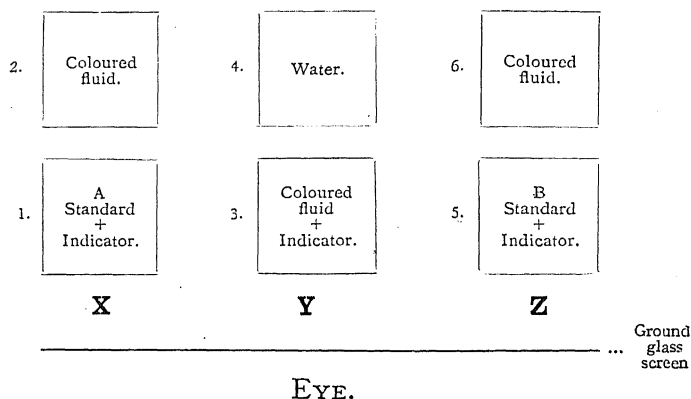 2.
Coloured
fluid.
4.
Water.
6.
Coloured
fluid.
1.
A
Standard
+
Indicator.
3.
Coloured
fluid
+
Indicator.
5.
B
Standard
+
Indicator.
X
Y
Z
... Ground
glass
screen
EYE.